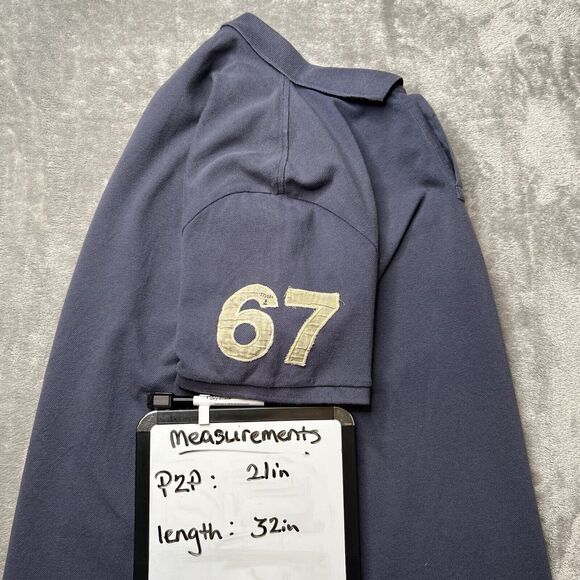 67
Measurements
P2P: 21in
length: 32in